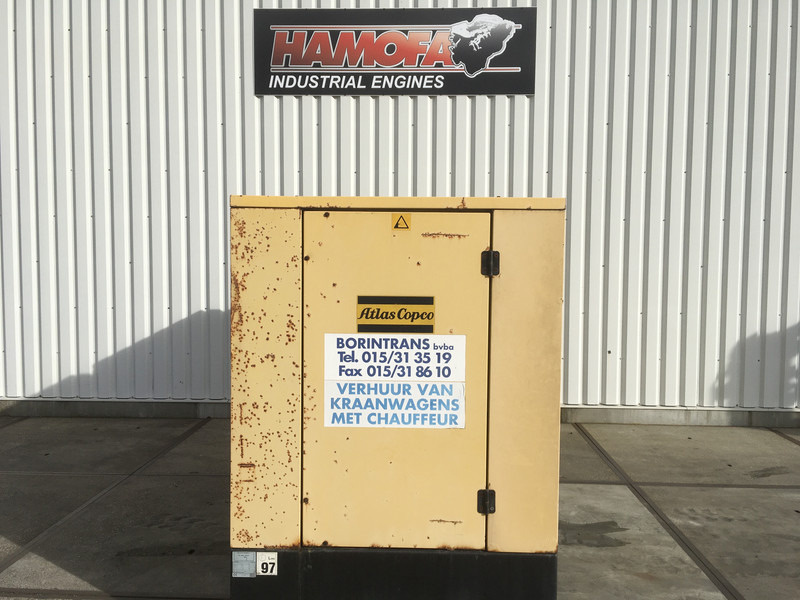 HAMOFA
INDUSTRIAL ENGINES
Atlas Copco
BORINTRANS bvba
Tel. 015/31 35 19
Fax 015/31 86 10
VERHUUR VAN
KRAANWAGENS
MET CHAUFFEUR
97